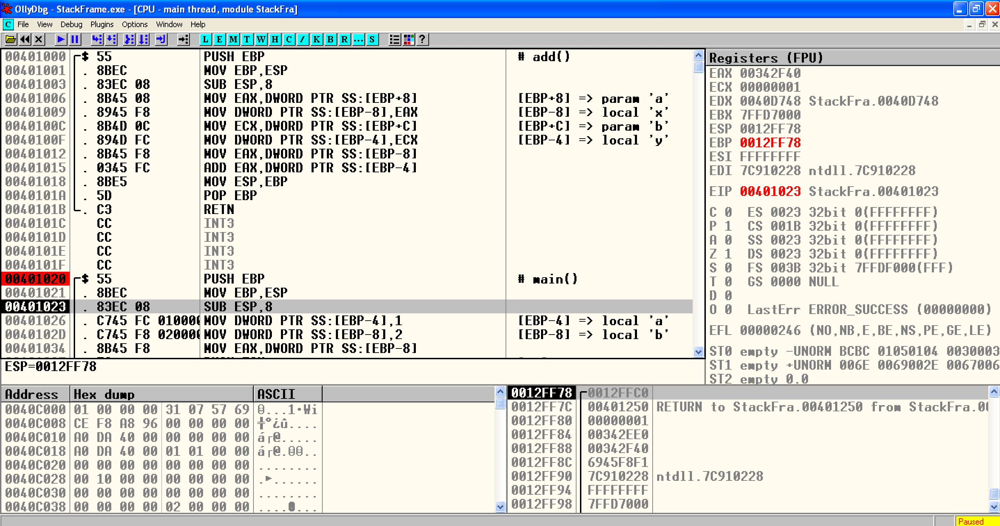 OllyDbg - StackFrame.exe - [CPU - main thread, module StackFra]
C File View Debug Plugins Options Window Help
L E M T W H C / K B R ... S ?
00401000 $ 55 PUSH EBP # add()
00401001 . 8BEC MOV EBP,ESP
00401003 . 83EC 08 SUB ESP,8
00401006 . 8B45 08 MOV EAX,DWORD PTR SS:[EBP+8] [EBP+8] => param 'a'
00401009 . 8945 F8 MOV DWORD PTR SS:[EBP-8],EAX [EBP-8] => local 'x'
0040100C . 8B4D 0C MOV ECX,DWORD PTR SS:[EBP+C] [EBP+C] => param 'b'
0040100F . 894D FC MOV DWORD PTR SS:[EBP-4],ECX [EBP-4] => local 'y'
00401012 . 8B45 F8 MOV EAX,DWORD PTR SS:[EBP-8]
00401015 . 0345 FC ADD EAX,DWORD PTR SS:[EBP-4]
00401018 . 8BE5 MOV ESP,EBP
0040101A . 5D POP EBP
0040101B . C3 RETN
0040101C CC INT3
0040101D CC INT3
0040101E CC INT3
0040101F CC INT3
00401020 $ 55 PUSH EBP # main()
00401021 . 8BEC MOV EBP,ESP
00401023 . 83EC 08 SUB ESP,8
00401026 . C745 FC 010000 MOV DWORD PTR SS:[EBP-4],1 [EBP-4] => local 'a'
0040102D . C745 F8 020000 MOV DWORD PTR SS:[EBP-8],2 [EBP-8] => local 'b'
00401034 . 8B45 F8 MOV EAX,DWORD PTR SS:[EBP-8]
ESP=0012FF78
Registers (FPU)
EAX 00342F40
ECX 00000001
EDX 0040D748 StackFra.0040D748
EBX 7FFD7000
ESP 0012FF78
EBP 0012FF78
ESI FFFFFFFF
EDI 7C910228 ntdll.7C910228
EIP 00401023 StackFra.00401023
C 0 ES 0023 32bit 0(FFFFFFFF)
P 1 CS 001B 32bit 0(FFFFFFFF)
A 0 SS 0023 32bit 0(FFFFFFFF)
Z 1 DS 0023 32bit 0(FFFFFFFF)
S 0 FS 003B 32bit 7FFDF000(FFF)
T 0 GS 0000 NULL
D 0
O 0 LastErr ERROR_SUCCESS (00000000)
EFL 00000246 (NO,NB,E,BE,NS,PE,GE,LE)
ST0 empty -UNORM BCBC 01050104 0030003
ST1 empty +UNORM 006E 0069002E 0067006
ST2 empty 0.0
Address Hex dump ASCII
0040C000 01 00 00 00 31 07 57 69 ☺...1•Wi
0040C008 CE F8 A8 96 00 00 00 00 ╬°¿û....
0040C010 A0 DA 40 00 00 00 00 00 á┌@.....
0040C018 A0 DA 40 00 01 01 00 00 á┌@.☺☺..
0040C020 00 00 00 00 00 00 00 00 ........
0040C028 00 10 00 00 00 00 00 00 .►......
0040C030 00 00 00 00 00 00 00 00 ........
0040C038 00 00 00 00 02 00 00 00 ....☻...
0012FF78 0012FFC0
0012FF7C 00401250 RETURN to StackFra.00401250 from StackFra.00
0012FF80 00000001
0012FF84 00342EE0
0012FF88 00342F40
0012FF8C 6945F8F1
0012FF90 7C910228 ntdll.7C910228
0012FF94 FFFFFFFF
0012FF98 7FFD7000
Paused